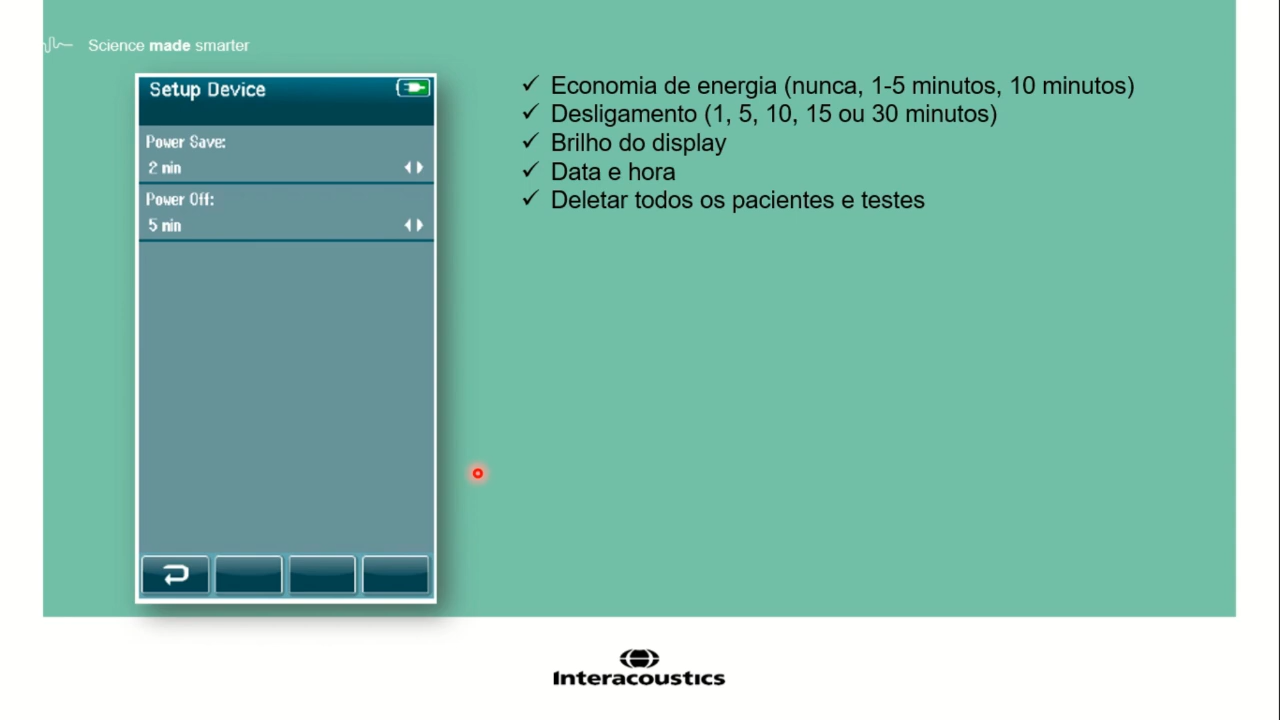 Science made smarter
Setup Device
Power Save:
2 min
Power Off:
5 min
✓ Economia de energia (nunca, 1-5 minutos, 10 minutos)
✓ Desligamento (1, 5, 10, 15 ou 30 minutos)
✓ Brilho do display
✓ Data e hora
✓ Deletar todos os pacientes e testes
Interacoustics